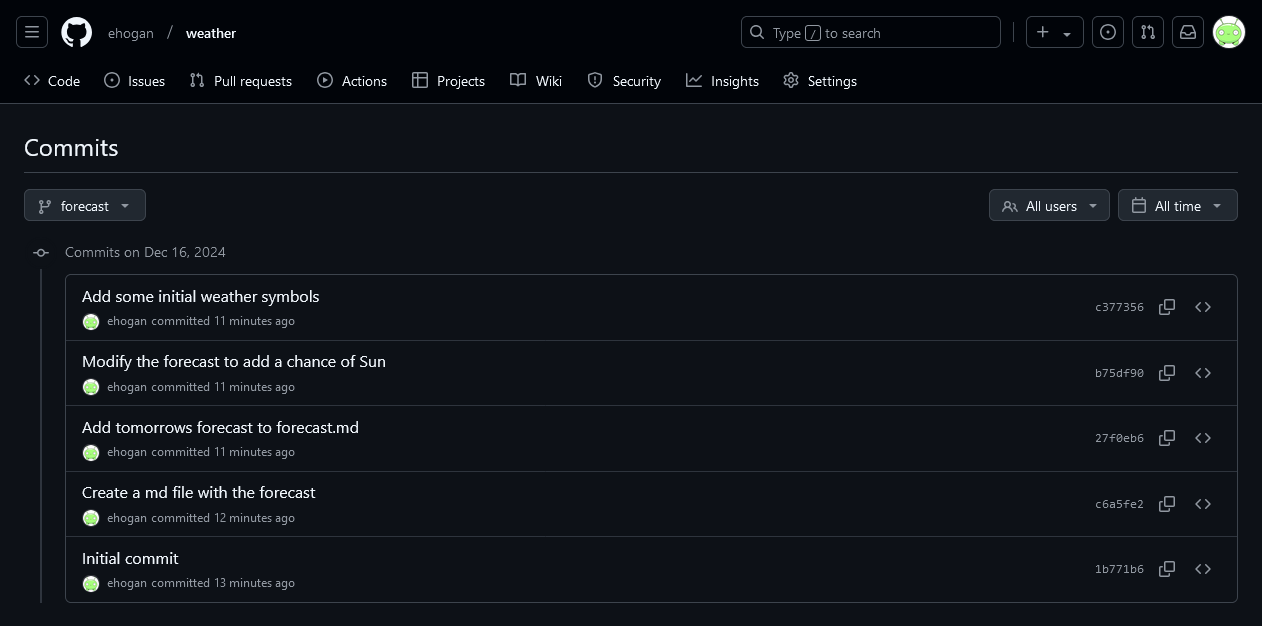 ehogan / weather
Type / to search
Code Issues Pull requests Actions Projects Wiki Security Insights Settings
Commits
forecast All users All time
Commits on Dec 16, 2024
Add some initial weather symbols
ehogan committed 11 minutes ago
c377356
Modify the forecast to add a chance of Sun
ehogan committed 11 minutes ago
b75df90
Add tomorrows forecast to forecast.md
ehogan committed 11 minutes ago
27f0eb6
Create a md file with the forecast
ehogan committed 12 minutes ago
c6a5fe2
Initial commit
ehogan committed 13 minutes ago
1b771b6